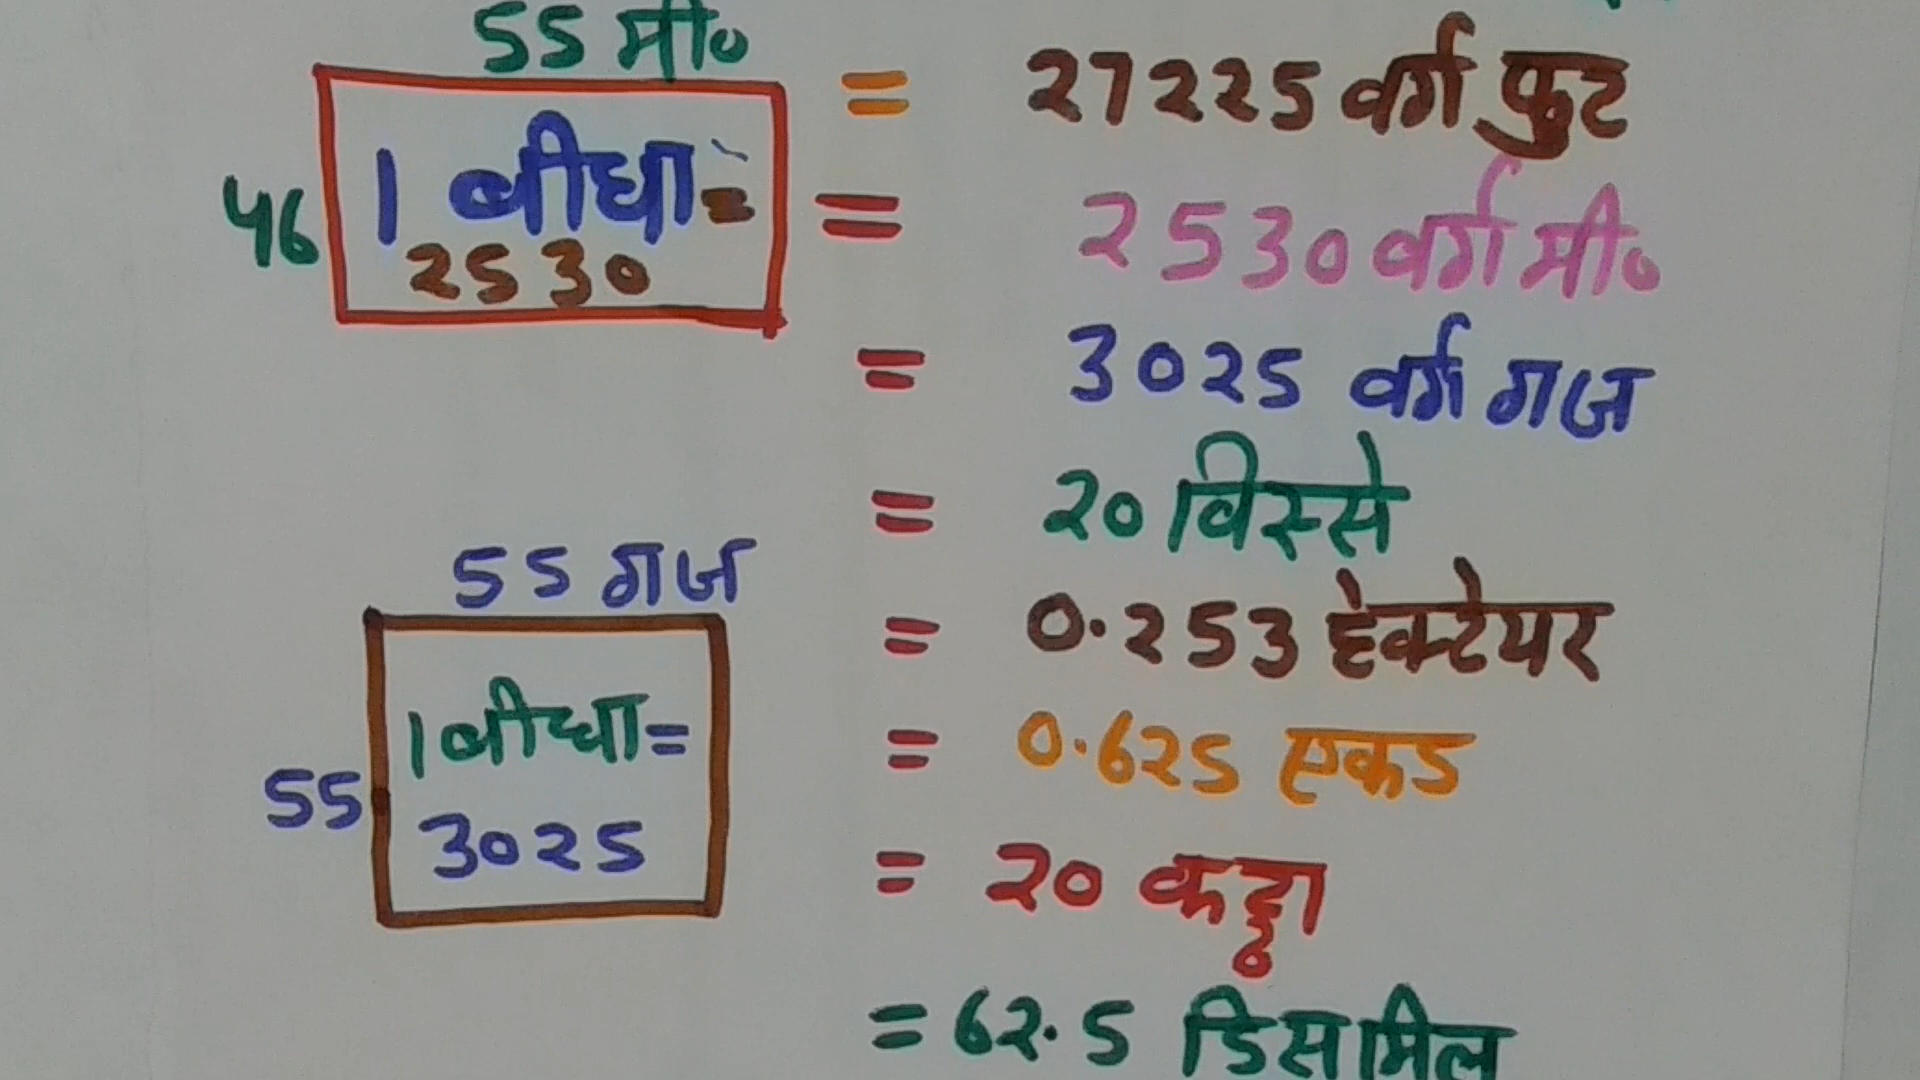 55 मी०
46
1 बीघा=
2530
= 27225 वर्ग फुट
= 2530 वर्ग मी०
= 3025 वर्ग गज
= 20 विस्से
= 0.253 हेक्टेयर
= 0.625 एकड
= 20 कठ्ठा
= 62.5 डिसमिल
55 गज
55
1 बीघा=
3025